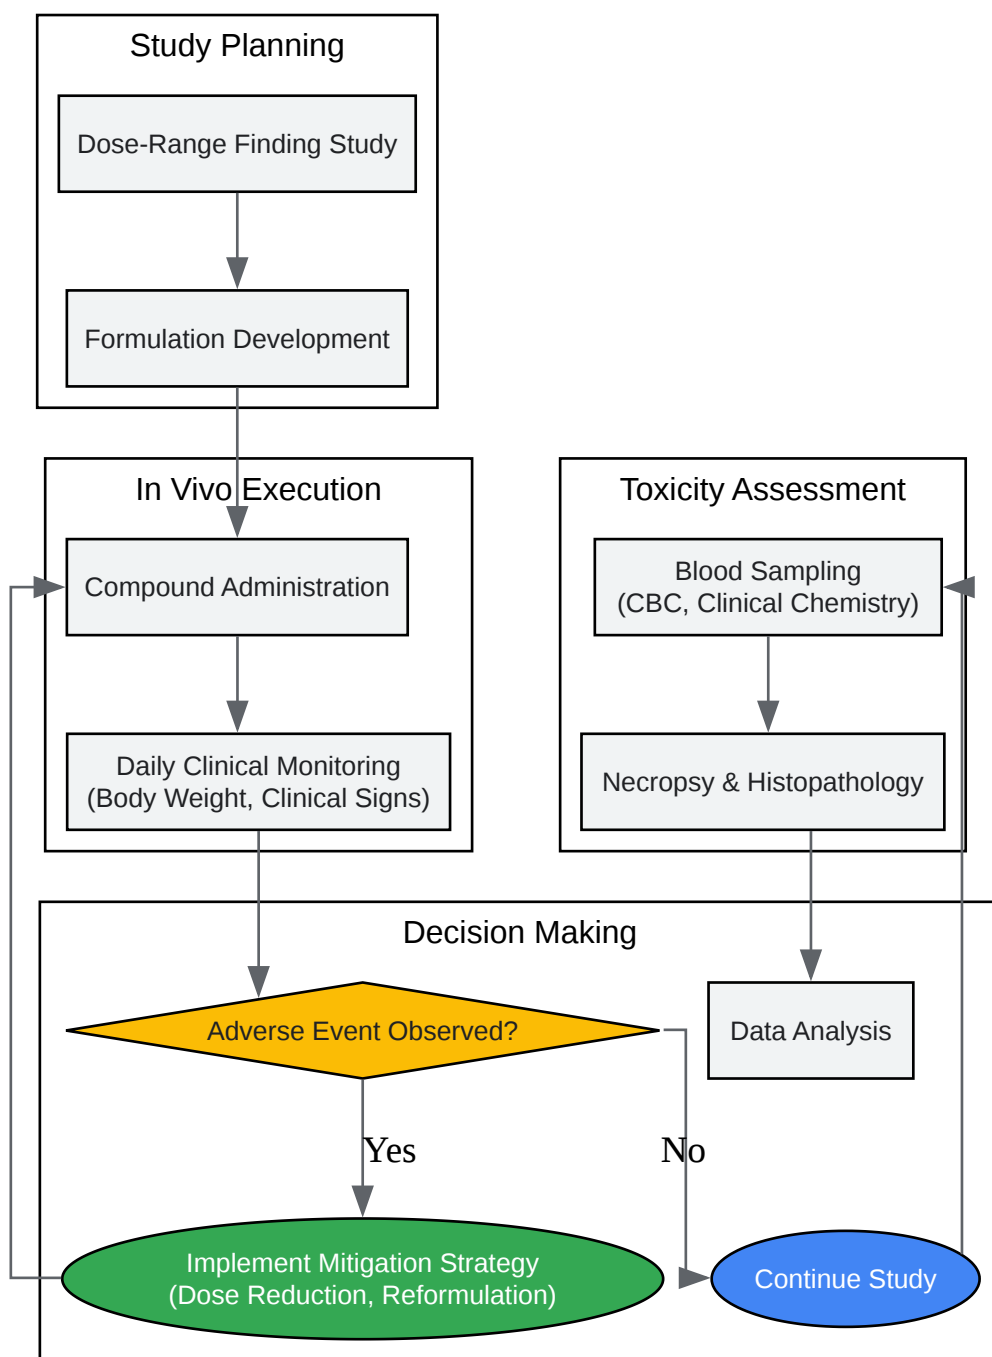 Study Planning
Dose-Range Finding Study
Formulation Development
In Vivo Execution
Compound Administration
Daily Clinical Monitoring
(Body Weight, Clinical Signs)
Toxicity Assessment
Blood Sampling
(CBC, Clinical Chemistry)
Necropsy & Histopathology
Decision Making
Adverse Event Observed?
Data Analysis
Yes
No
Implement Mitigation Strategy
(Dose Reduction, Reformulation)
Continue Study